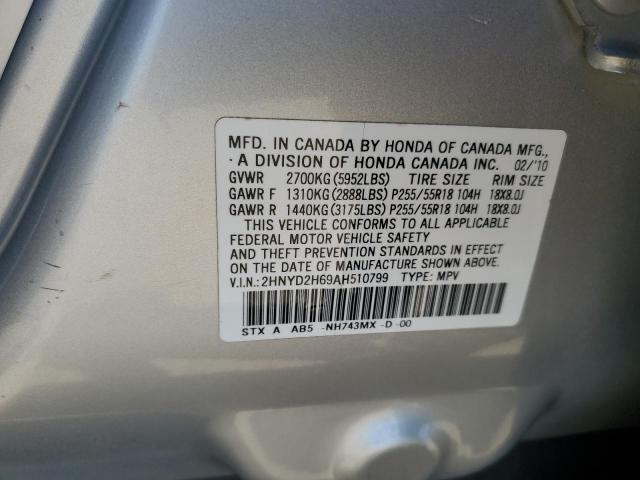 MFD. IN CANADA BY HONDA OF CANADA MFG.,
A DIVISION OF HONDA CANADA INC. 02/'10
GVWR 2700KG(5952LBS) TIRE SIZE RIM SIZE
GAWR F 1310KG(2888LBS) P255/55R18 104H 18X8.0J
GAWR R 1440KG(3175LBS) P255/55R18 104H 18X8.0J
THIS VEHICLE CONFORMS TO ALL APPLICABLE
FEDERAL MOTOR VEHICLE SAFETY
AND THEFT PREVENTION STANDARDS IN EFFECT
ON THE DATE OF MANUFACTURE SHOWN ABOVE.
V.I.N.: 2HNYD2H69AH510799 TYPE: MPV
STX A AB5 -NH743MX -D -00